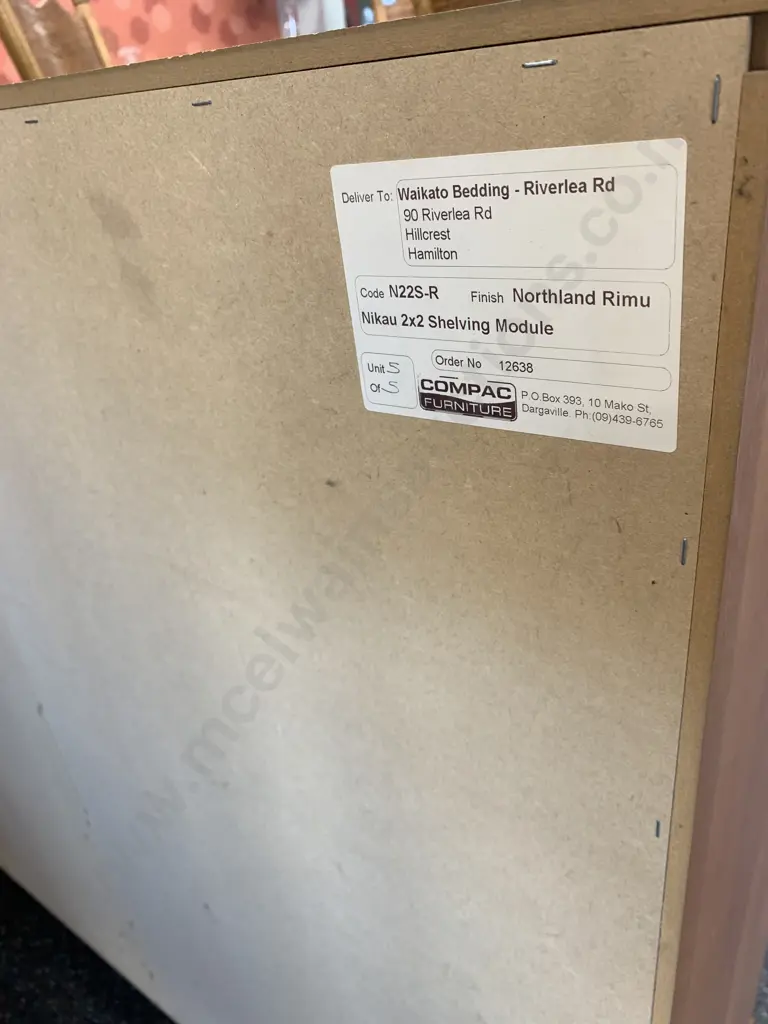 Deliver To: Waikato Bedding - Riverlea Rd
90 Riverlea Rd
Hillcrest
Hamilton
Code N22S-R Finish Northland Rimu
Nikau 2x2 Shelving Module
Unit 5
Of 5
Order No 12638
COMPAC
FURNITURE
P.O.Box 393, 10 Mako St,
Dargaville. Ph:(09)439-6765